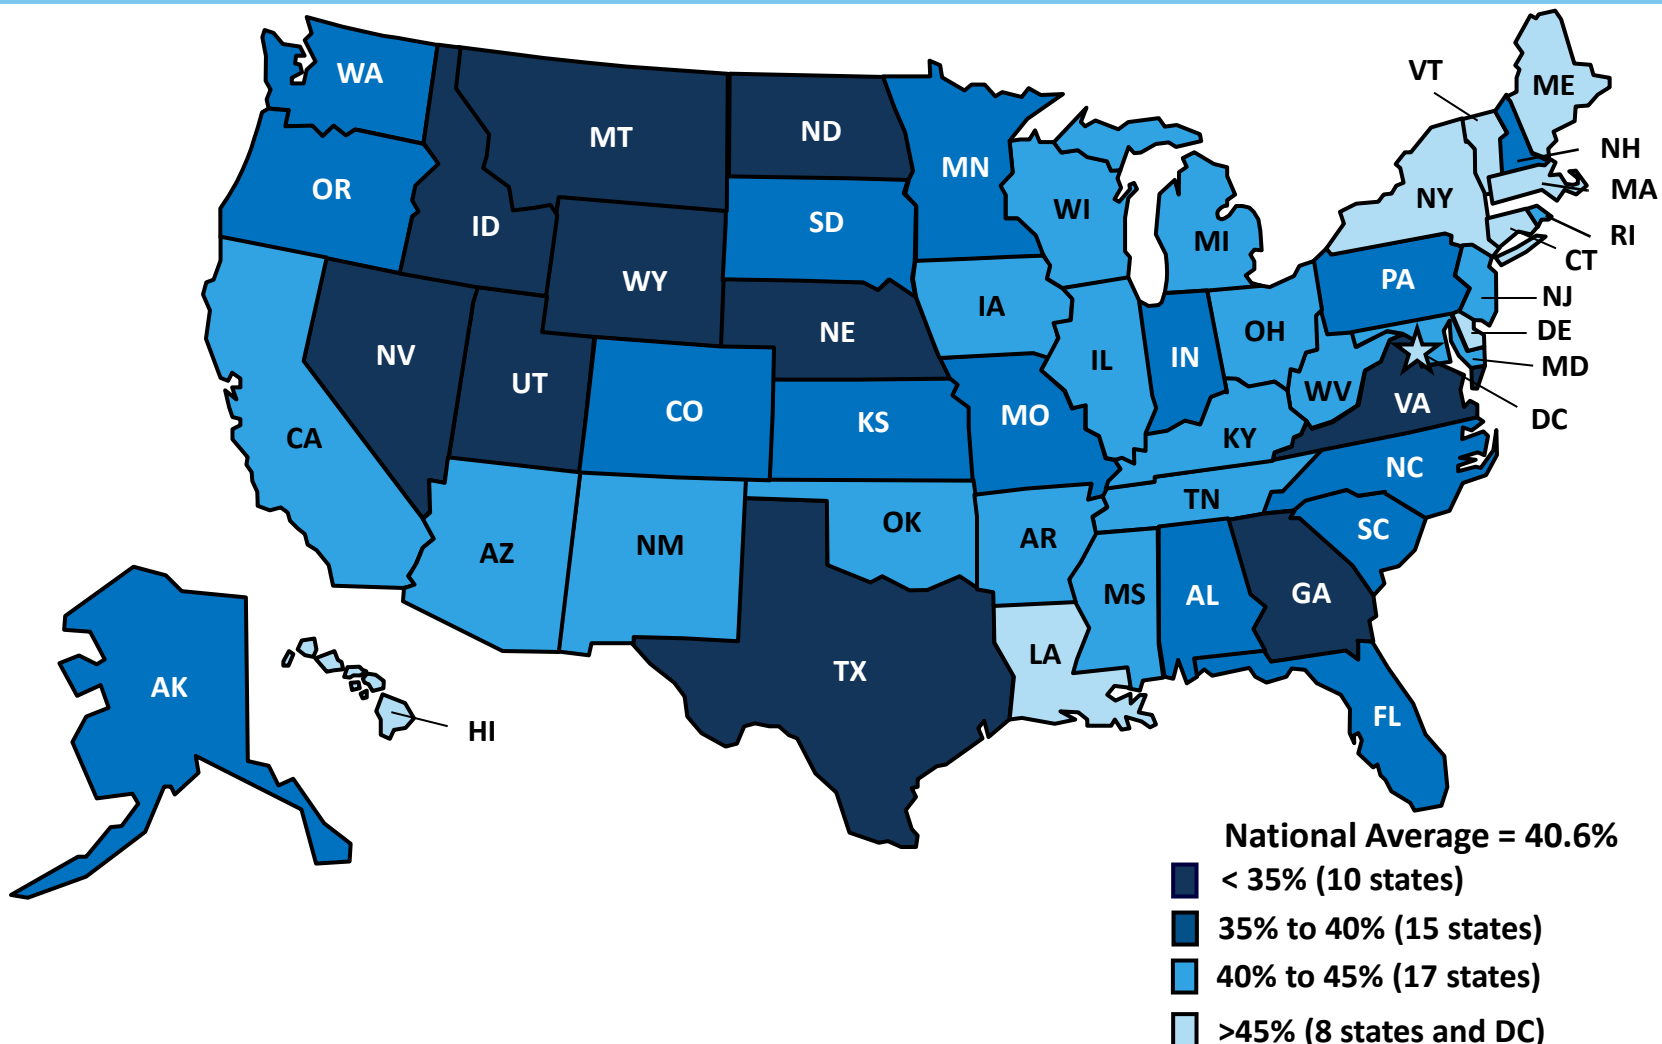 WA
MT
ND
MN
VT
ME
NH
MA
OR
ID
SD
WI
MI
NY
RI
CT
WY
NE
IA
PA
NJ
DE
MD
DC
NV
UT
CO
KS
MO
IL
IN
OH
WV
VA
KY
CA
AZ
NM
OK
AR
TN
NC
SC
MS
AL
GA
LA
TX
FL
AK
HI
National Average = 40.6%
< 35% (10 states)
35% to 40% (15 states)
40% to 45% (17 states)
>45% (8 states and DC)